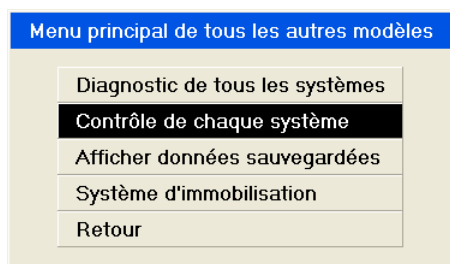 Menu principal de tous les autres modèles
Diagnostic de tous les systèmes
Contrôle de chaque système
Afficher données sauvegardées
Système d'immobilisation
Retour